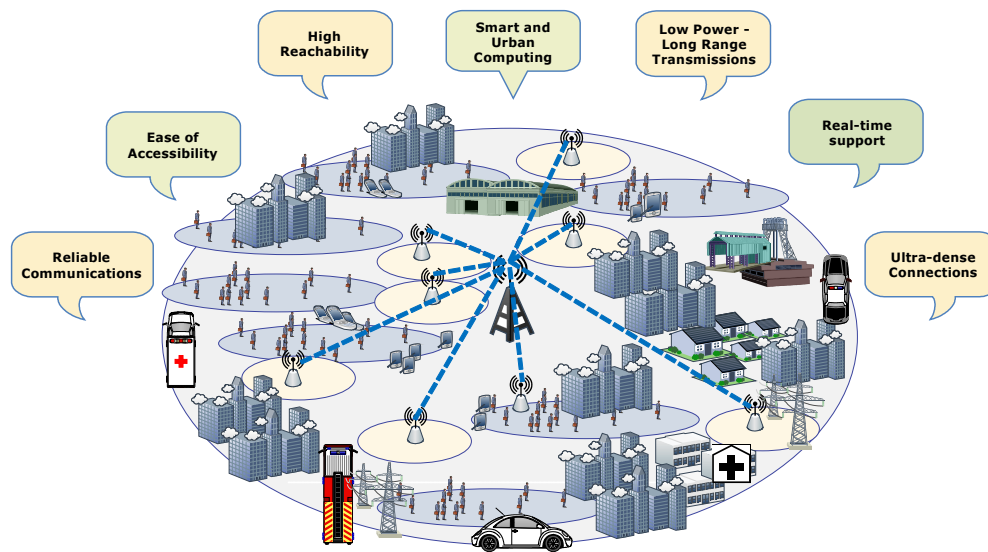 High
Reachability
Smart and
Urban
Computing
Low Power -
Long Range
Transmissions
Ease of
Accessibility
Real-time
support
Reliable
Communications
Ultra-dense
Connections